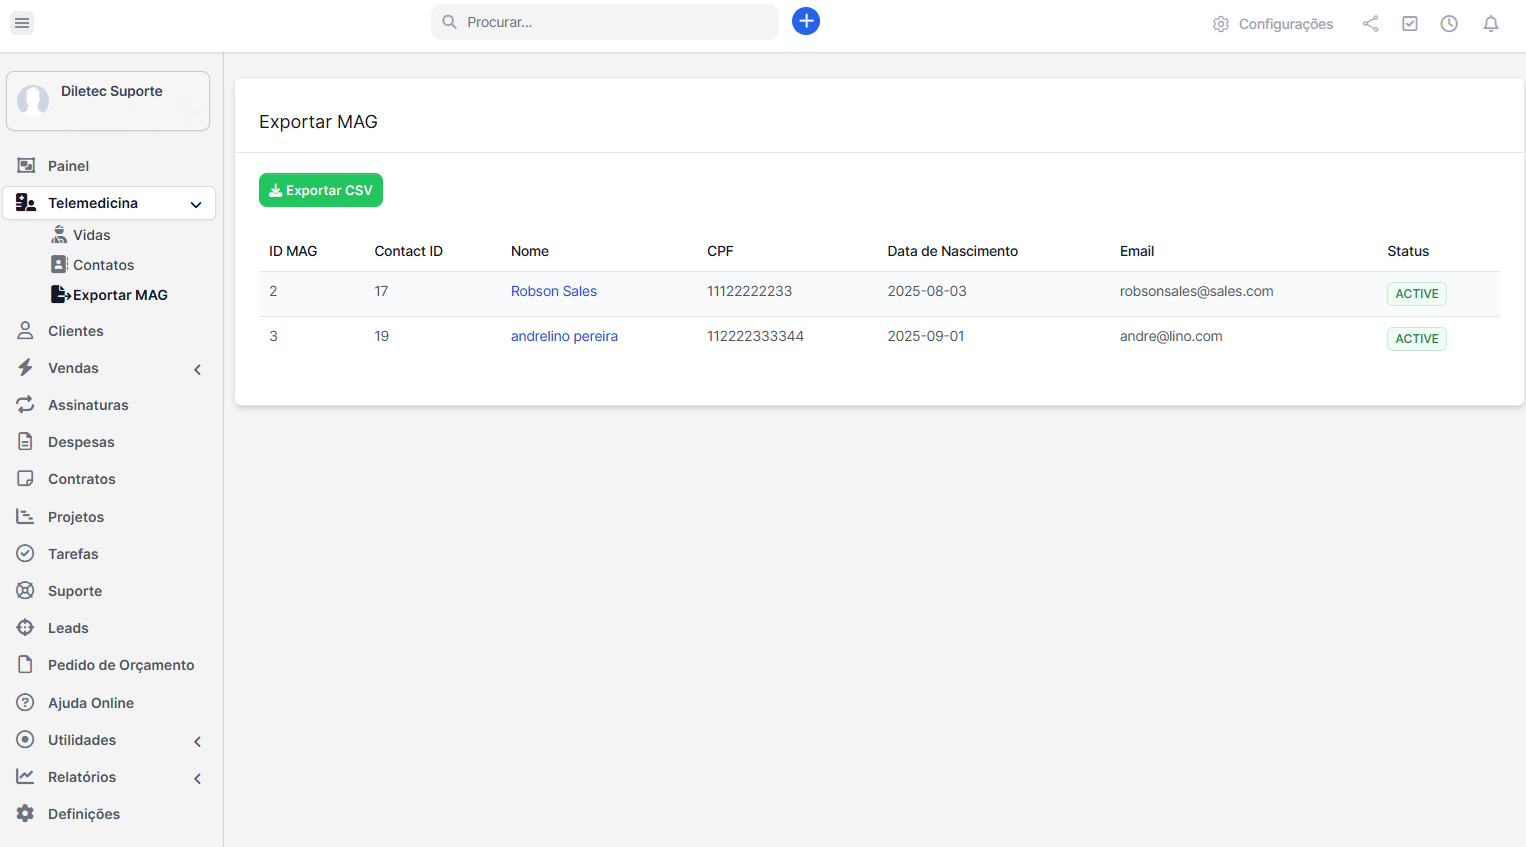 Procurar...
Configurações
Diletec Suporte
Painel
Telemedicina
Vidas
Contatos
Exportar MAG
Clientes
Vendas
Assinaturas
Despesas
Contratos
Projetos
Tarefas
Suporte
Leads
Pedido de Orçamento
Ajuda Online
Utilidades
Relatórios
Definições
Exportar MAG
Exportar CSV
ID MAG Contact ID Nome CPF Data de Nascimento Email Status
2 17 Robson Sales 11122222233 2025-08-03 robsonsales@sales.com ACTIVE
3 19 andrelino pereira 112222333344 2025-09-01 andre@lino.com ACTIVE